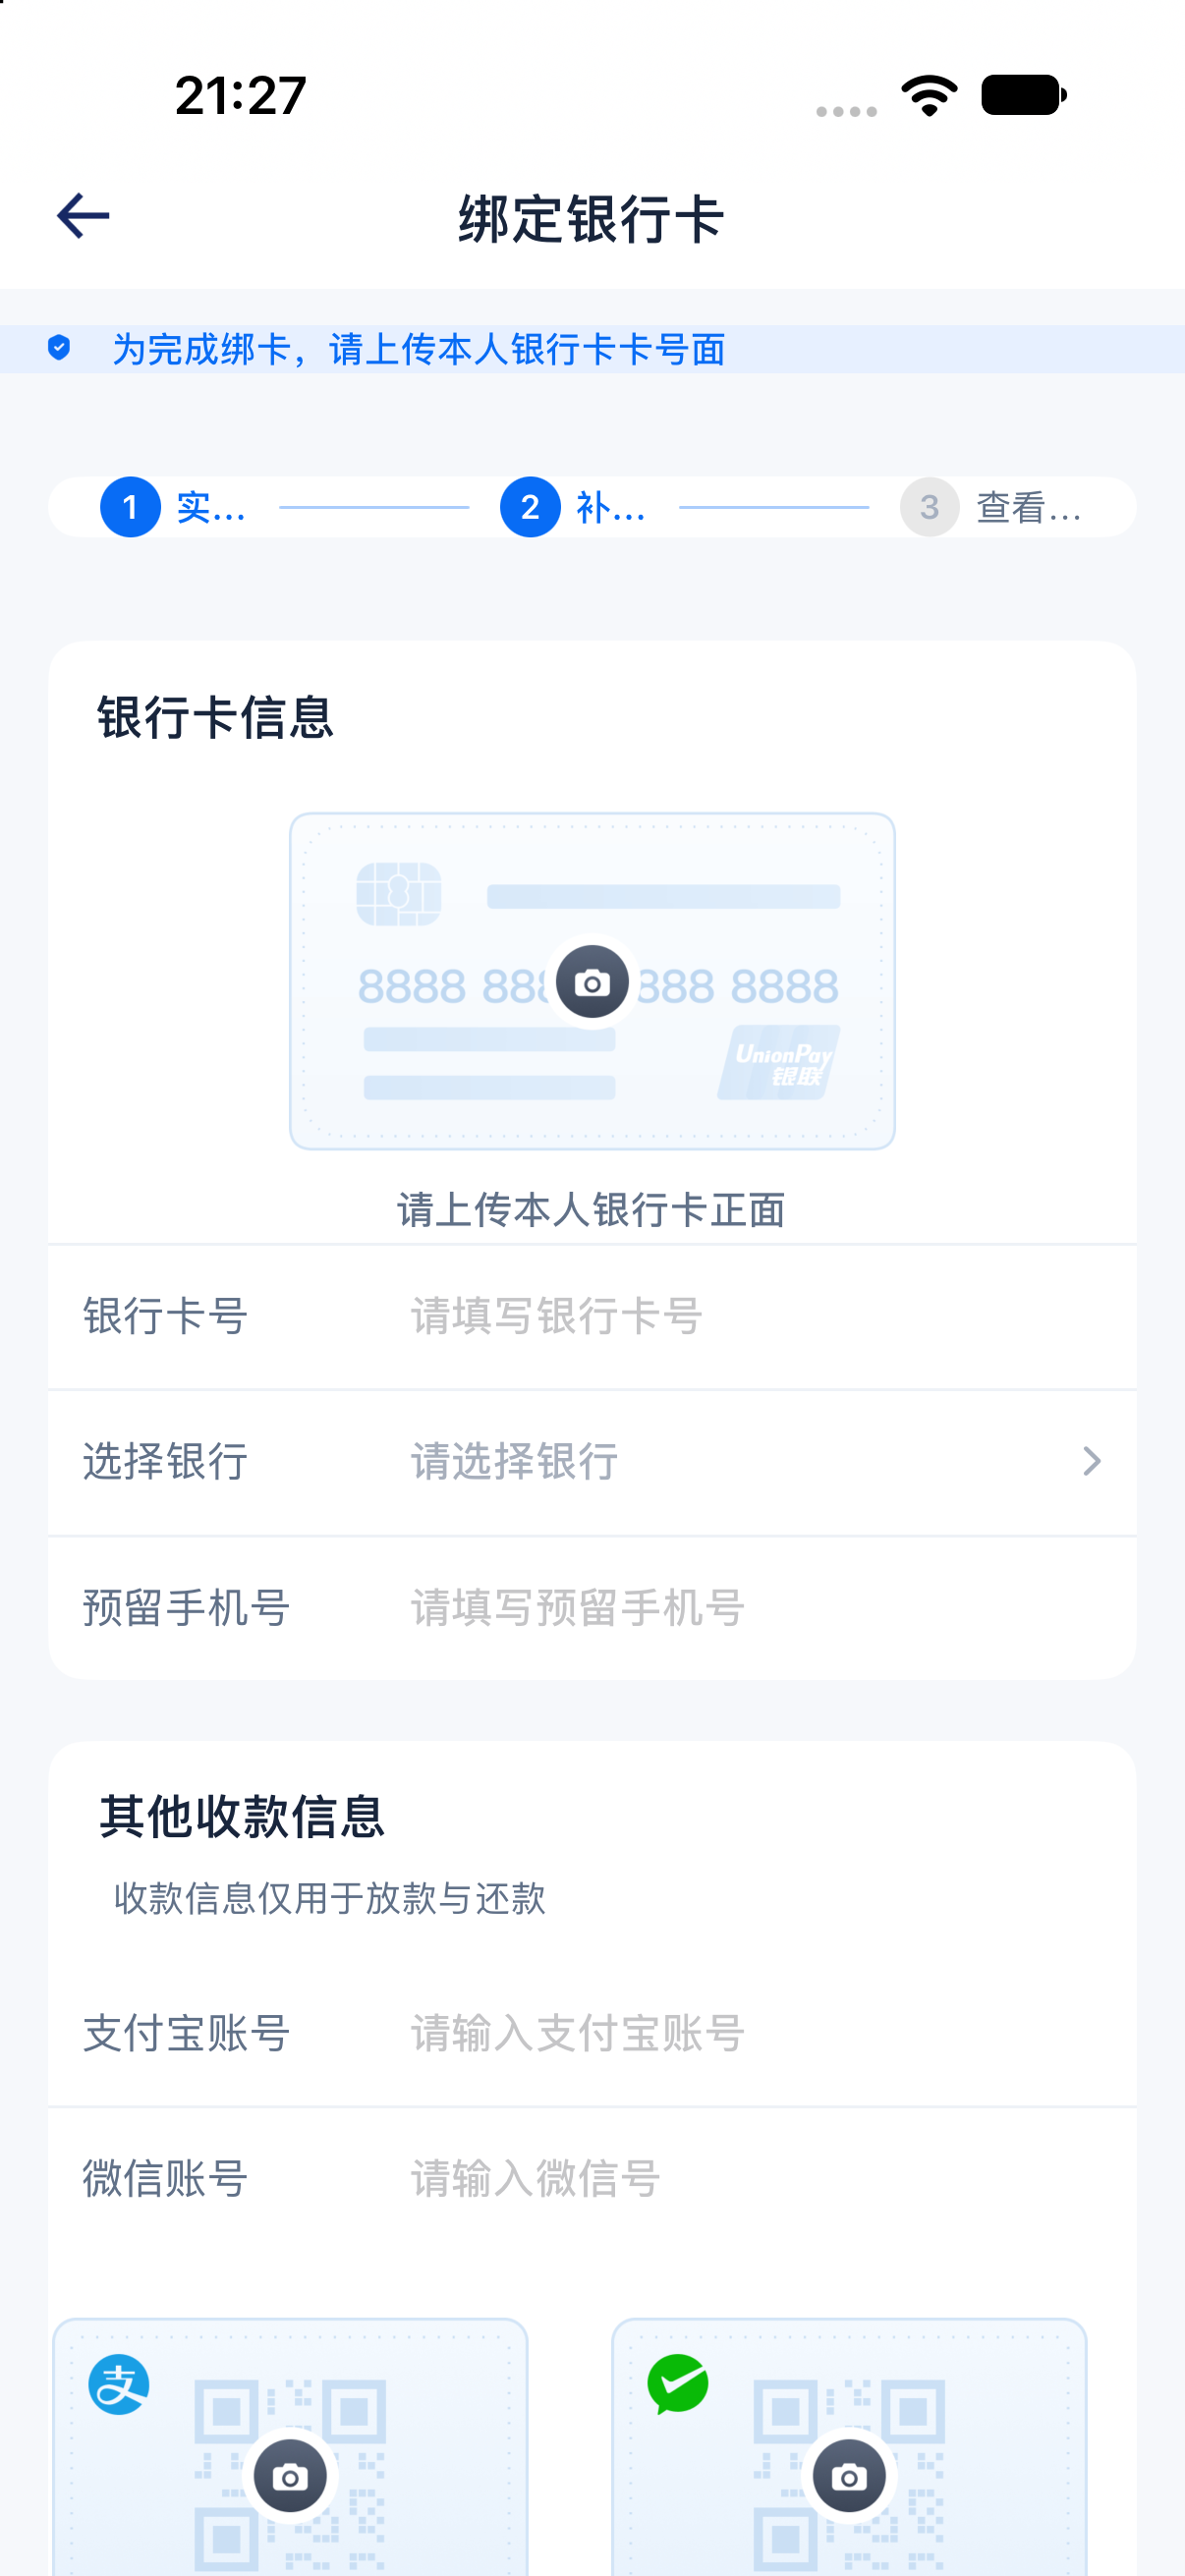 21:27
绑定银行卡
为完成绑卡，请上传本人银行卡卡号面
1 实... 2 补... 3 查看...
银行卡信息
8888 888 888 8888
UnionPay
银联
请上传本人银行卡正面
银行卡号 请填写银行卡号
选择银行 请选择银行
预留手机号 请填写预留手机号
其他收款信息
收款信息仅用于放款与还款
支付宝账号 请输入支付宝账号
微信账号 请输入微信号
支